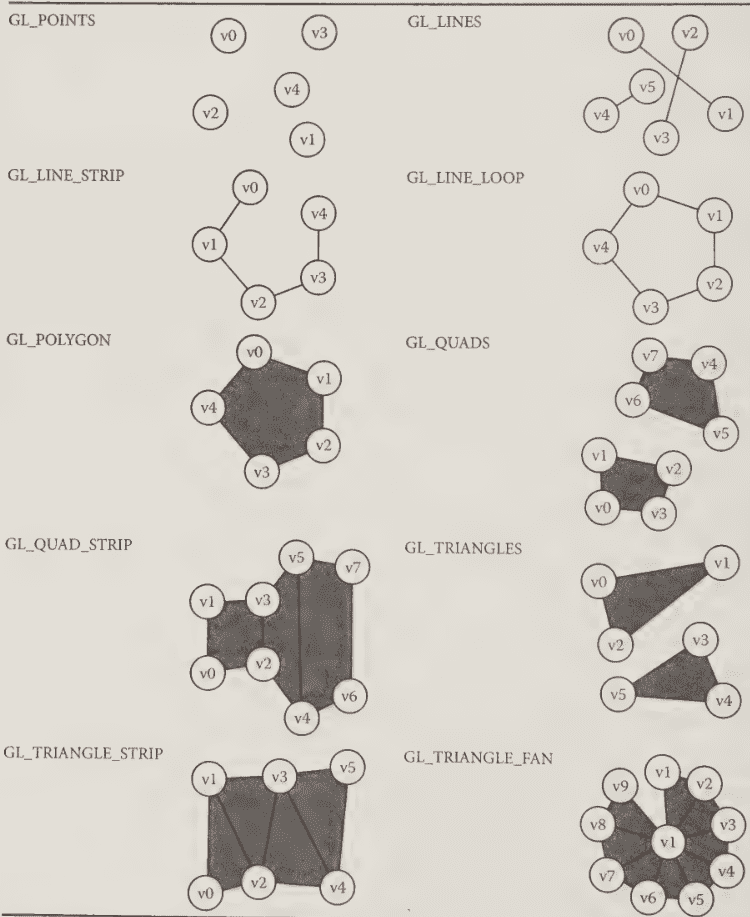 GL_POINTS
v0
v3
v4
v2
v1
GL_LINES
v0
v2
v5
v4
v1
v3
GL_LINE_STRIP
v0
v4
v1
v3
v2
GL_LINE_LOOP
v0
v1
v4
v2
v3
GL_POLYGON
v0
v1
v4
v2
v3
GL_QUADS
v7
v4
v6
v5
v1
v2
v0
v3
GL_QUAD_STRIP
v5
v7
v1
v3
v2
v0
v6
v4
GL_TRIANGLES
v1
v0
v2
v3
v5
v4
GL_TRIANGLE_STRIP
v1
v3
v5
v0
v2
v4
GL_TRIANGLE_FAN
v1
v9
v2
v8
v3
v1
v7
v4
v6
v5